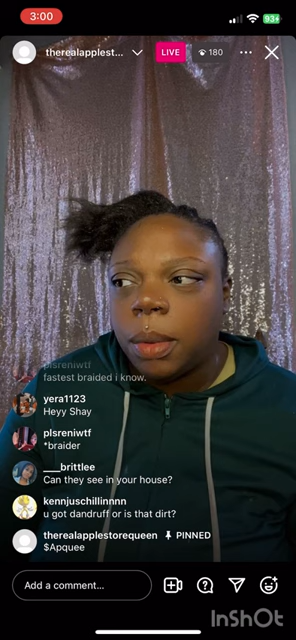 3:00
93
therealapplest...
LIVE
180
plsreniwtf
fastest braided i know.
yera1123
Heyy Shay
plsreniwtf
*braider
___brittlee
Can they see in your house?
kennjuschillinnnn
u got dandruff or is that dirt?
therealapplestorequeen PINNED
$Apquee
Add a comment...
InShOt